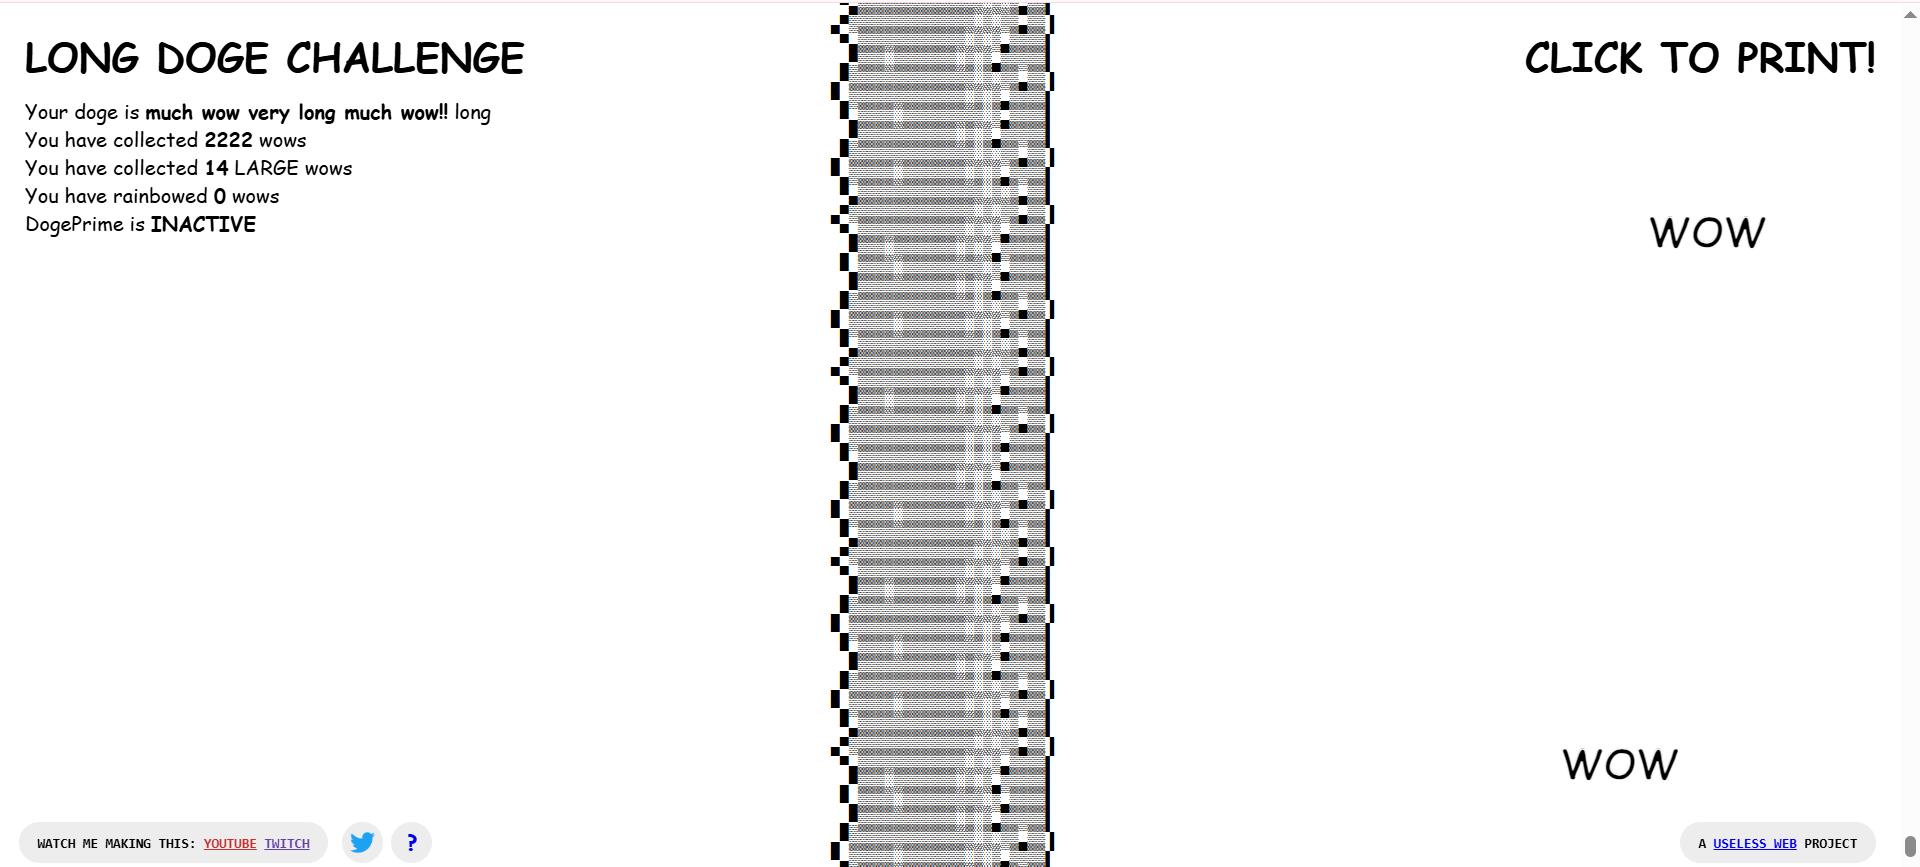 LONG DOGE CHALLENGE
CLICK TO PRINT!
Your doge is much wow very long much wow!! long
You have collected 2222 wows
You have collected 14 LARGE wows
You have rainbowed 0 wows
DogePrime is INACTIVE
WOW
WOW
WATCH ME MAKING THIS: YOUTUBE TWITCH
?
A USELESS WEB PROJECT